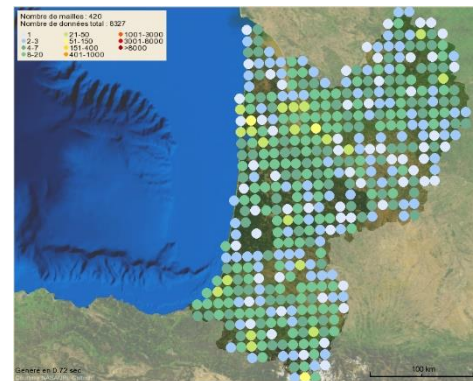 Nombre de mailles : 420
Nombre de données total : 8327
1
2-3
4-7
8-20
21-50
51-150
151-400
401-1000
1001-3000
3001-8000
>8000
Généré en 0.72 sec.
100 km